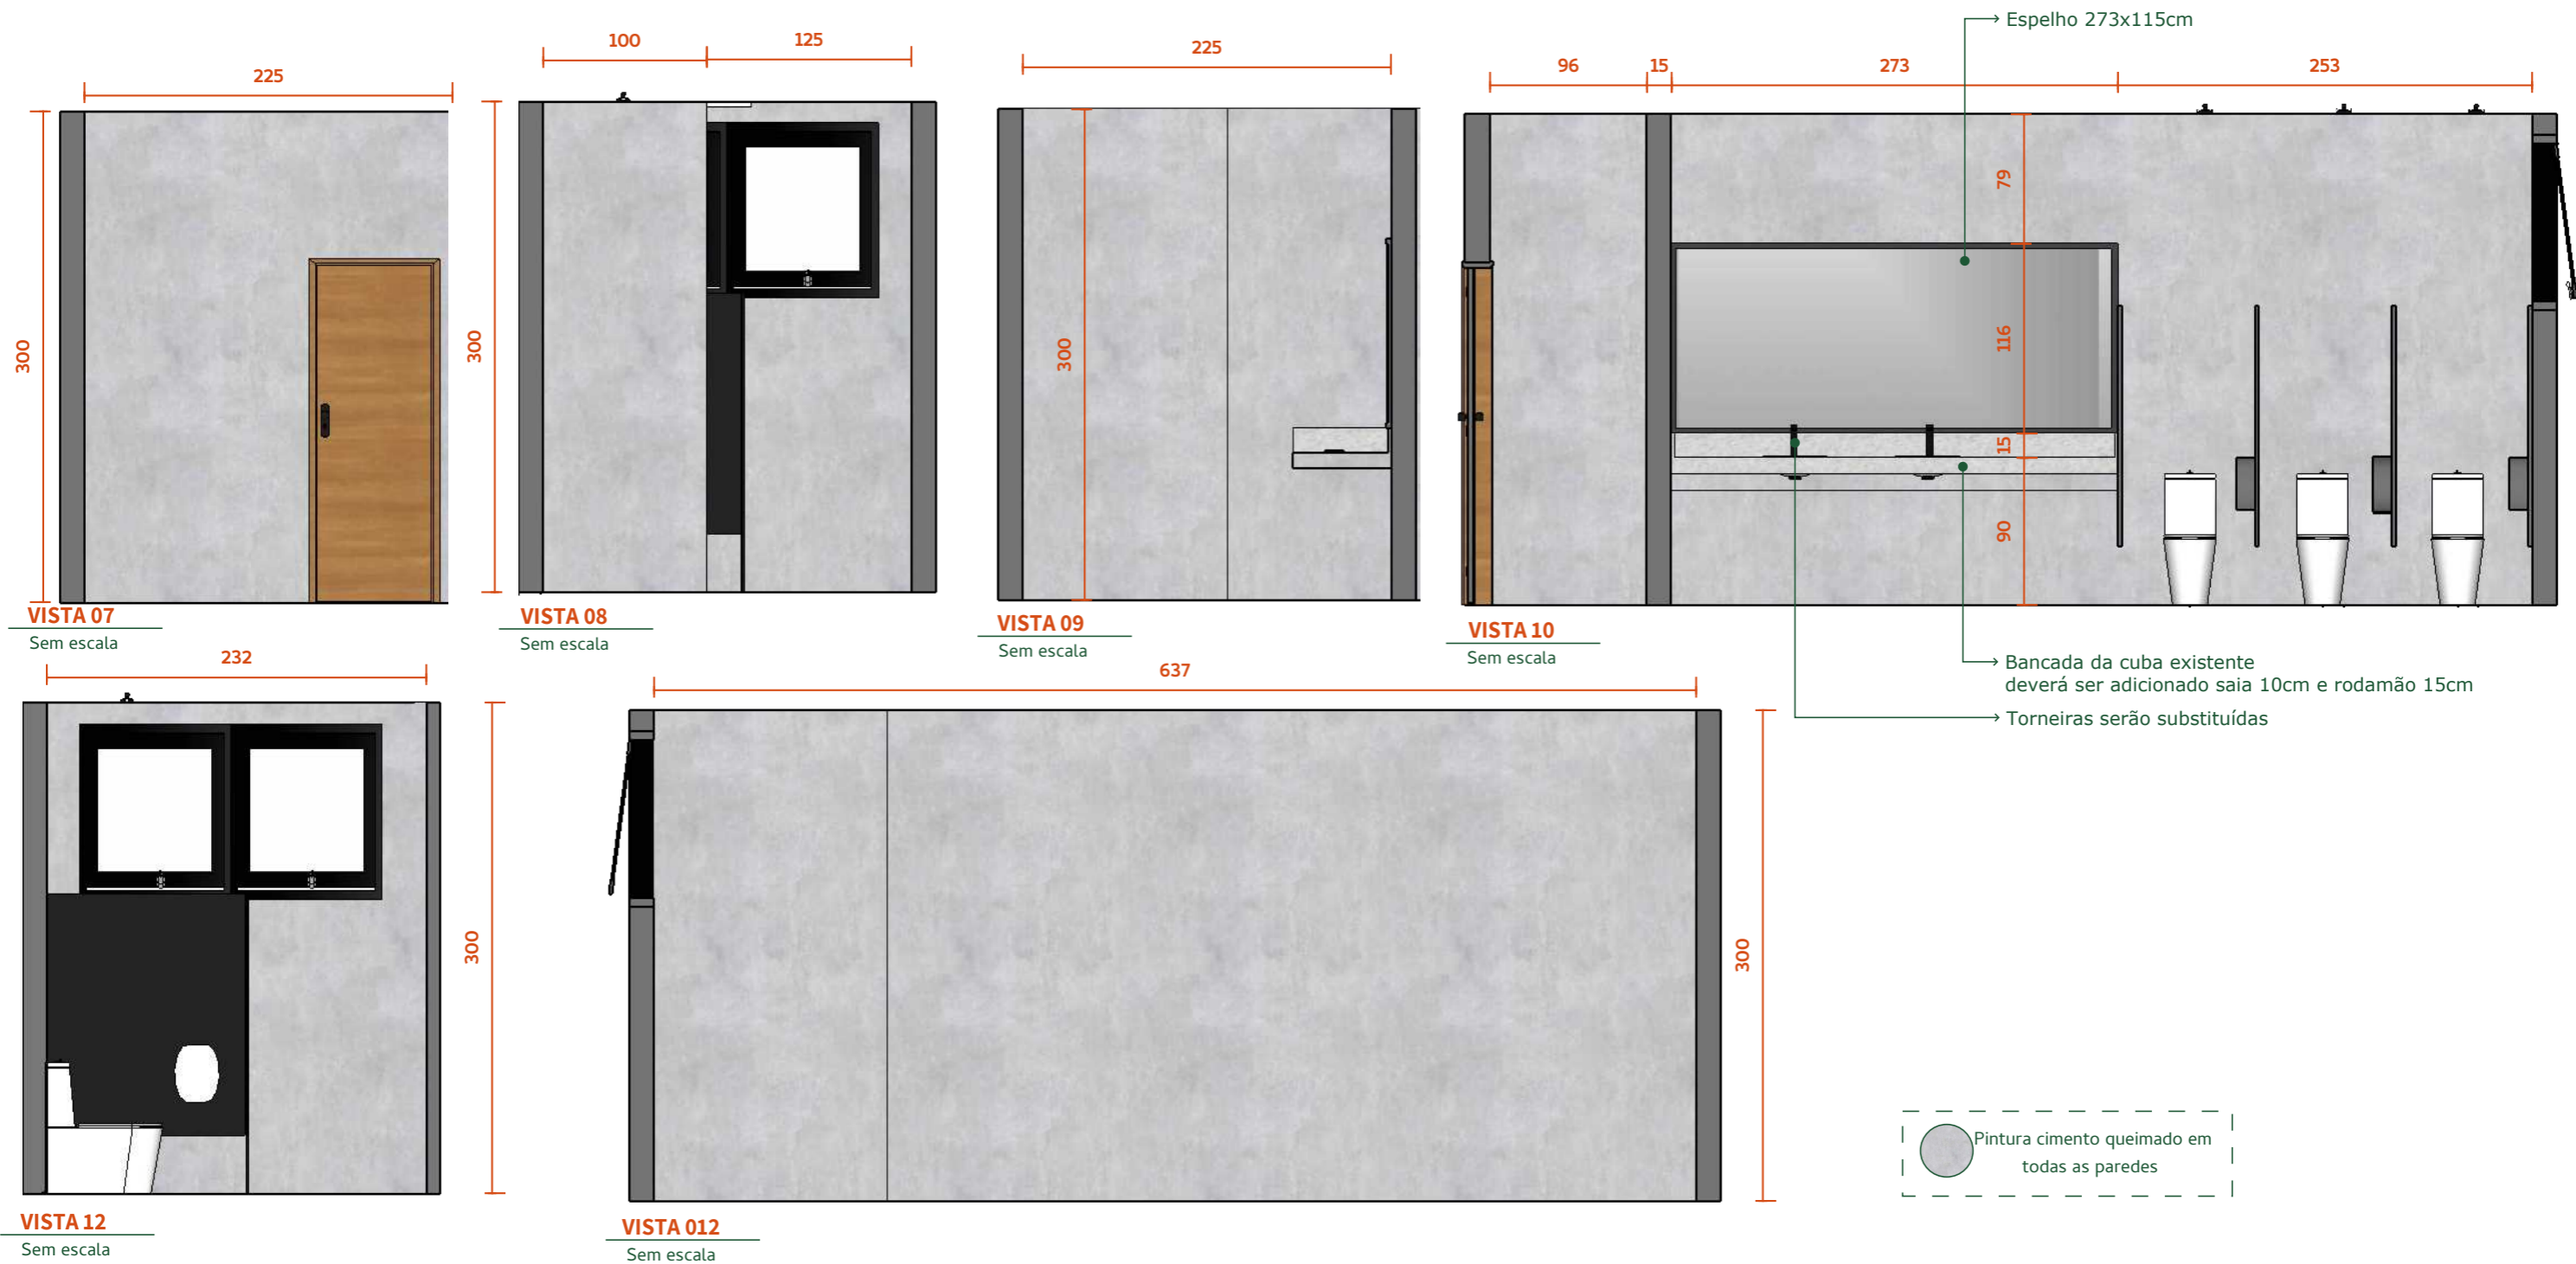 Espelho 273x115cm
100
125
225
225
96
15
273
253
300
300
300
79
116
15
90
VISTA 07
Sem escala
VISTA 08
Sem escala
VISTA 09
Sem escala
VISTA 10
Sem escala
Bancada da cuba existente
deverá ser adicionado saia 10cm e rodamão 15cm
Torneiras serão substituídas
232
637
300
300
VISTA 12
Sem escala
VISTA 012
Sem escala
Pintura cimento queimado em
todas as paredes